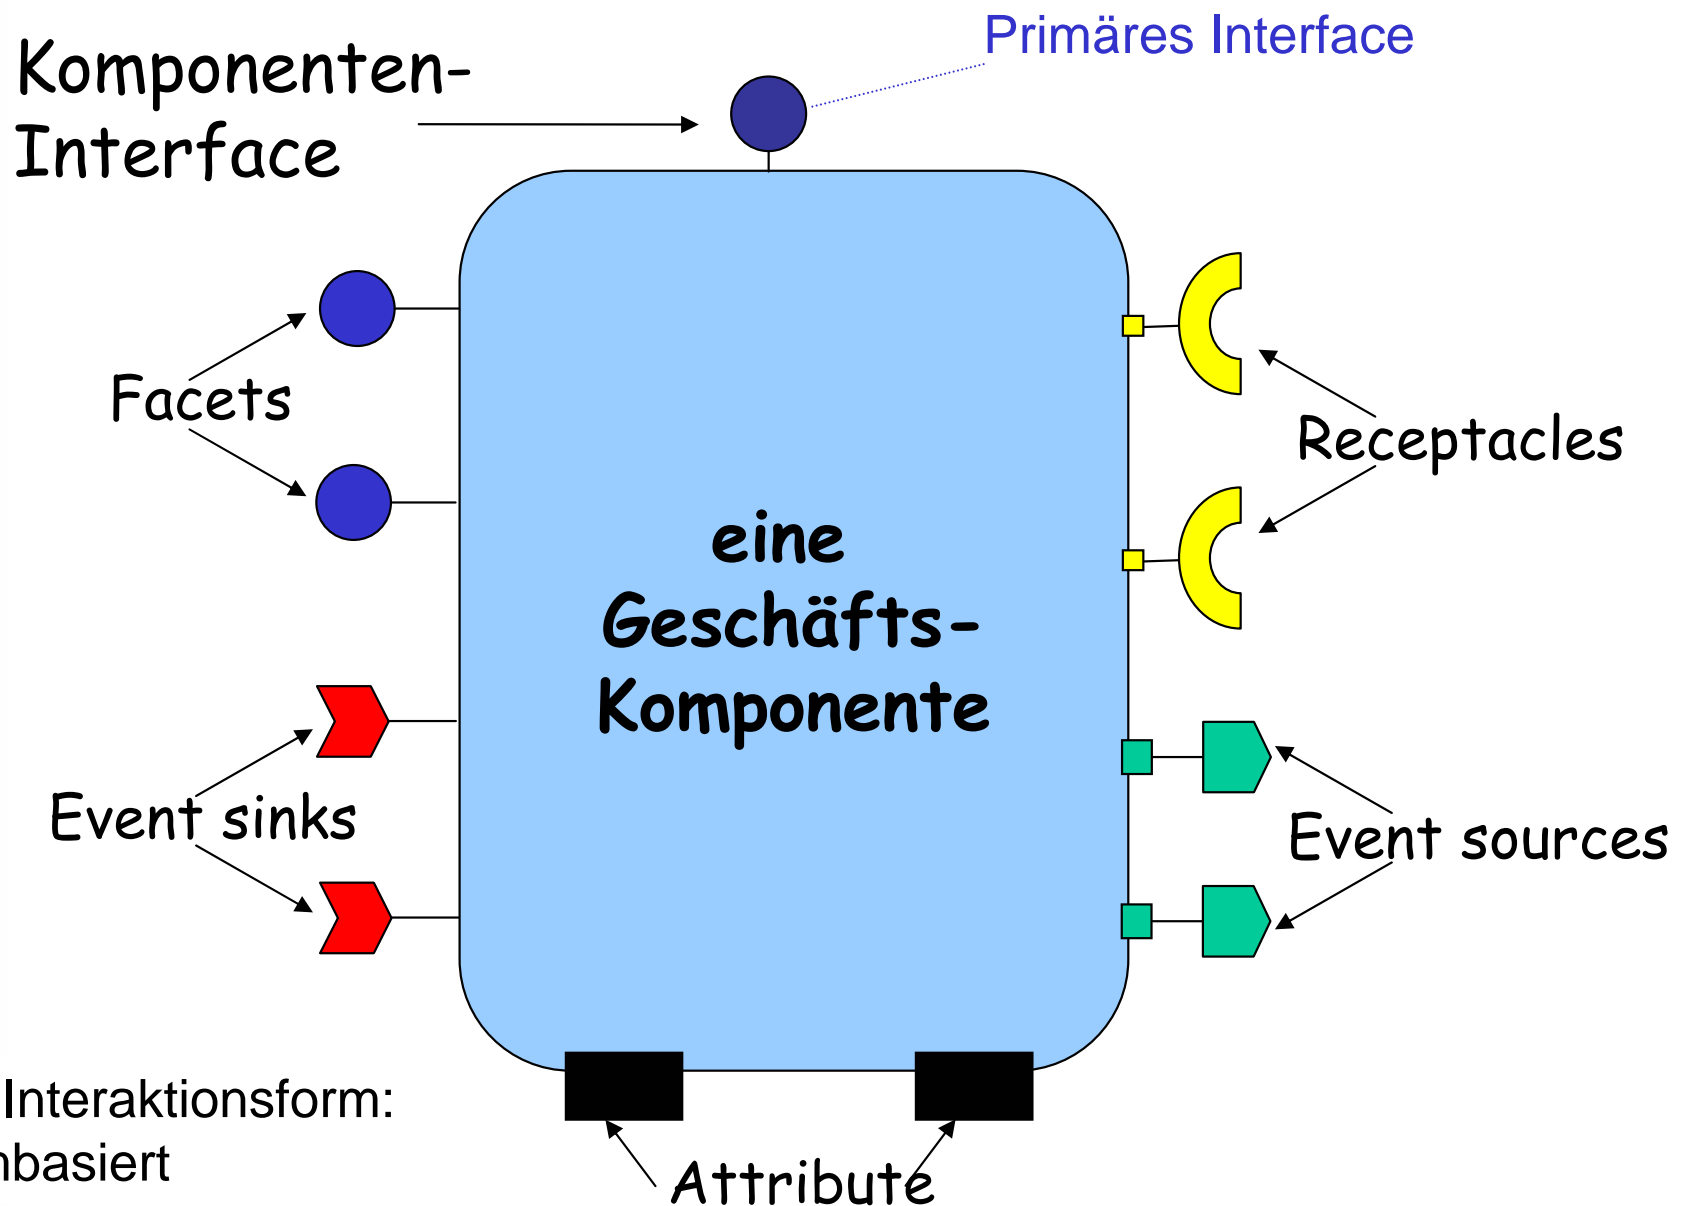 Primäres Interface
Komponenten-
Interface
Facets
Receptacles
eine
Geschäfts-
Komponente
Event sinks
Event sources
Interaktionsform:
Attribute